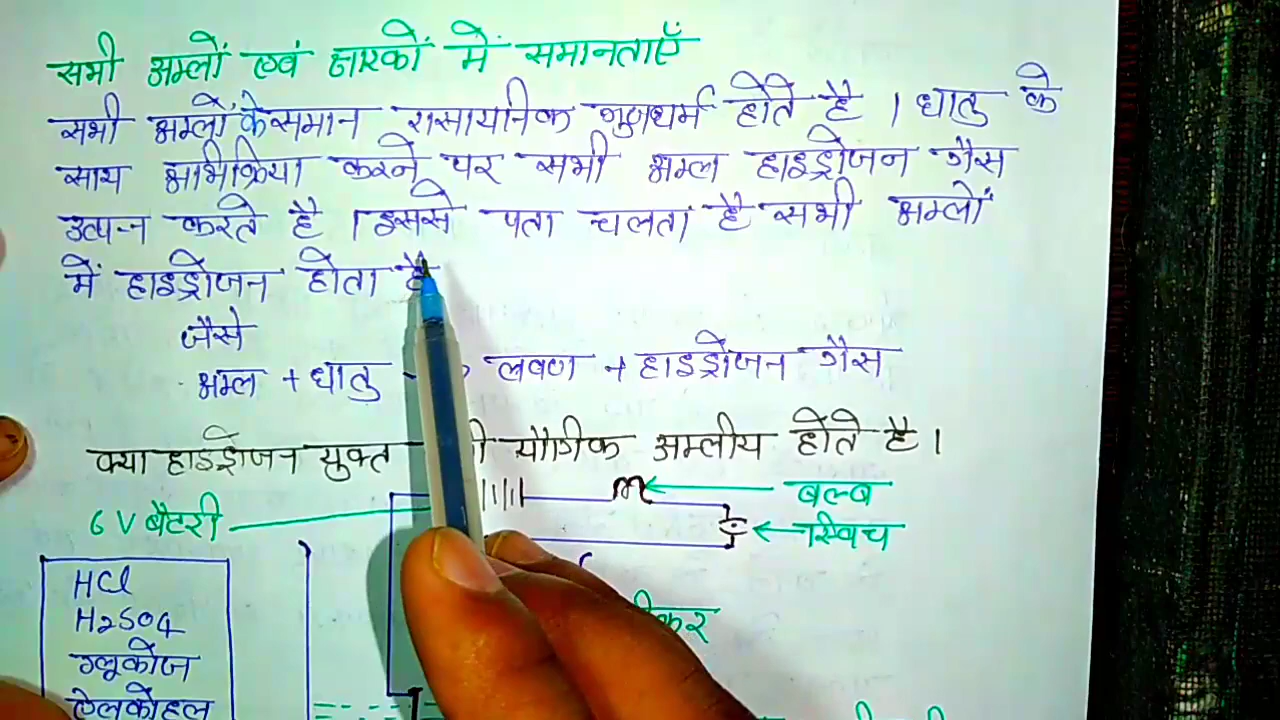 सभी अम्लों एवं क्षारकों में समानताएँ
सभी अम्लों के समान रासायनिक गुणधर्म होते है । धातु के
साथ अभिक्रिया करने पर सभी अम्ल हाइड्रोजन गैस
उत्पन्न करते है । इससे पता चलता है सभी अम्लों
में हाइड्रोजन होता है
जैसे
अम्ल + धातु → लवण + हाइड्रोजन गैस
क्या हाइड्रोजन युक्त यौगिक अम्लीय होते है ।
बल्ब
6 V बैटरी
स्विच
HCl
H2SO4
ग्लूकोज
ऐल्कोहल